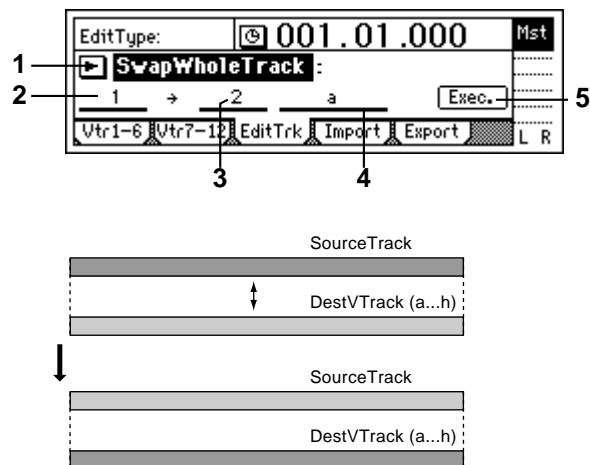 EditType: 001.01.000 Mst
1 SwapWholeTrack :
2 1 → 2 a Exec. 5
Vtr1-6 Vtr7-12 EditTrk Import Export L R
3 4
SourceTrack
DestVTrack (a...h)
SourceTrack
DestVTrack (a...h)